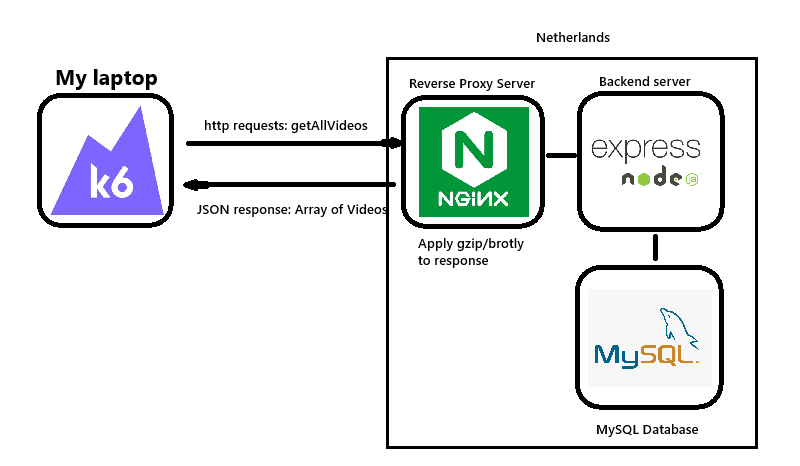 Netherlands
My laptop
Reverse Proxy Server
Backend server
k6
http requests: getAllVideos
NGINX
express
node
JS
JSON response: Array of Videos
Apply gzip/brotly
to response
MySQL
MySQL Database